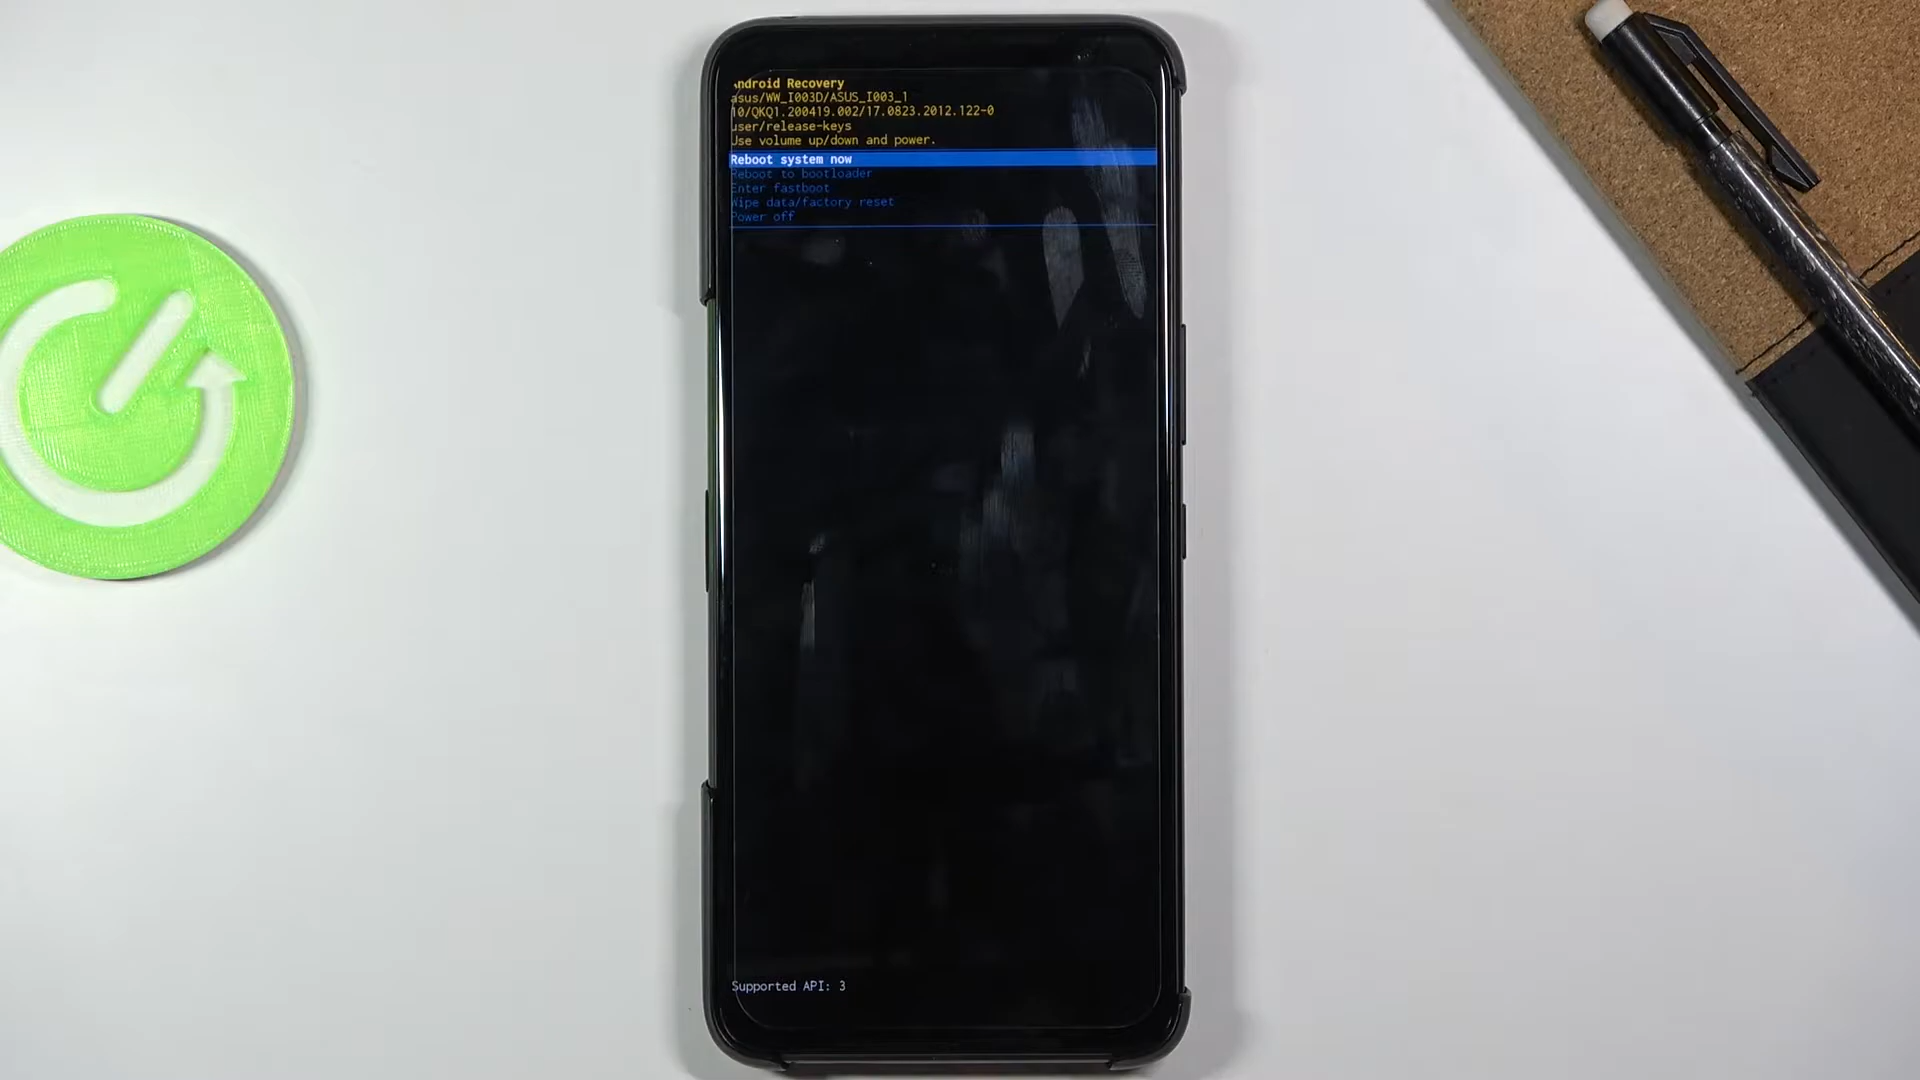 Android Recovery
asus/WW_I003D/ASUS_I003_1
10/QKQ1.200419.002/17.0823.2012.122-0
user/release-keys
Use volume up/down and power.
Reboot system now
Reboot to bootloader
Enter fastboot
Wipe data/factory reset
Power off
Supported API: 3